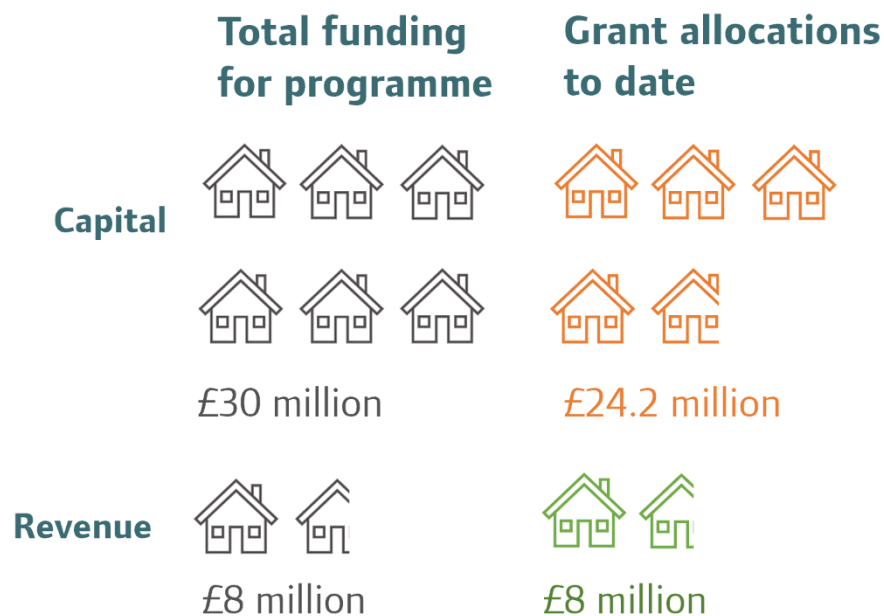 Total funding
for programme
Grant allocations
to date
Capital
£30 million
£24.2 million
Revenue
£8 million
£8 million